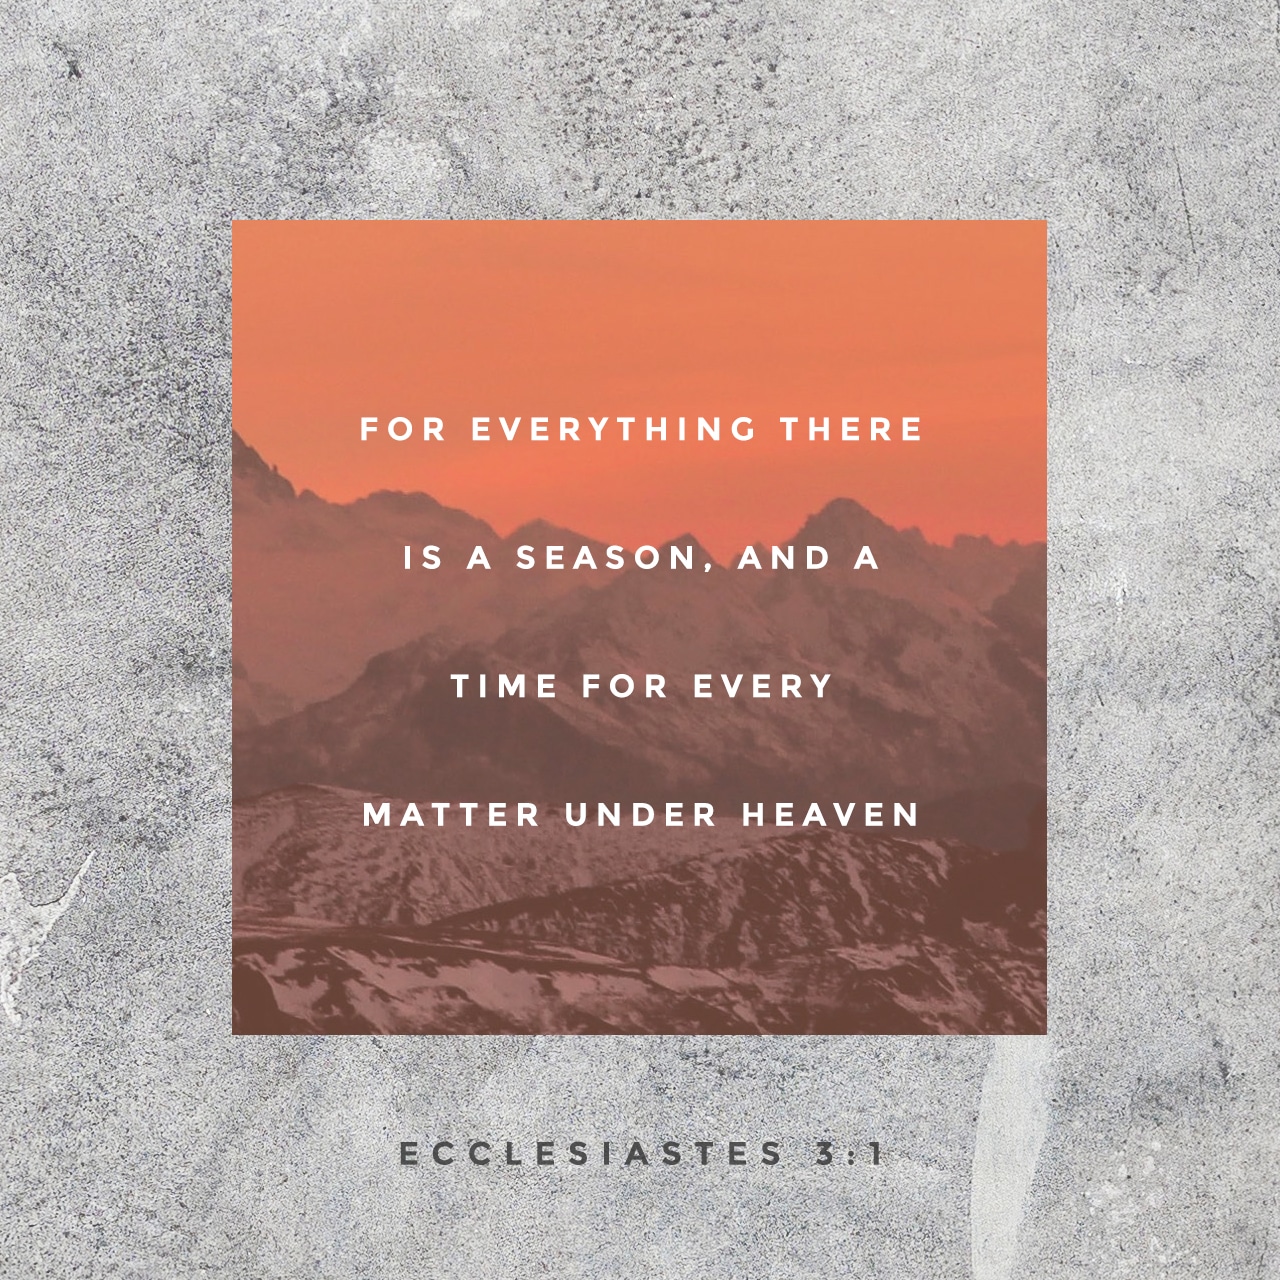 FOR EVERYTHING THERE
IS A SEASON, AND A
TIME FOR EVERY
MATTER UNDER HEAVEN
ECCLESIASTES 3:1